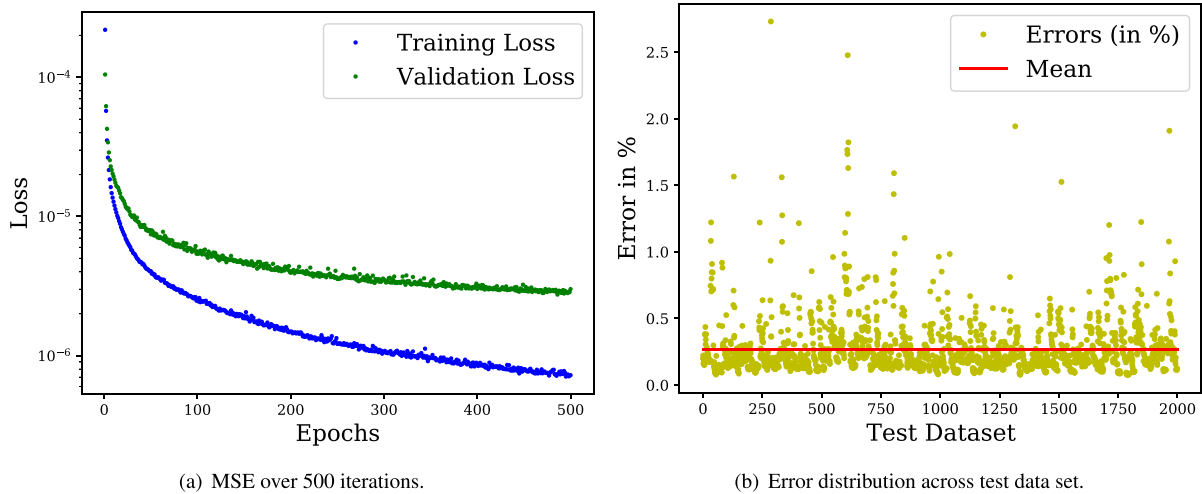 Training Loss
Validation Loss
10⁻⁴
10⁻⁵
10⁻⁶
Loss
0 100 200 300 400 500
Epochs
(a) MSE over 500 iterations.
Errors (in %)
Mean
2.5
2.0
1.5
1.0
0.5
0.0
Error in %
0 250 500 750 1000 1250 1500 1750 2000
Test Dataset
(b) Error distribution across test data set.